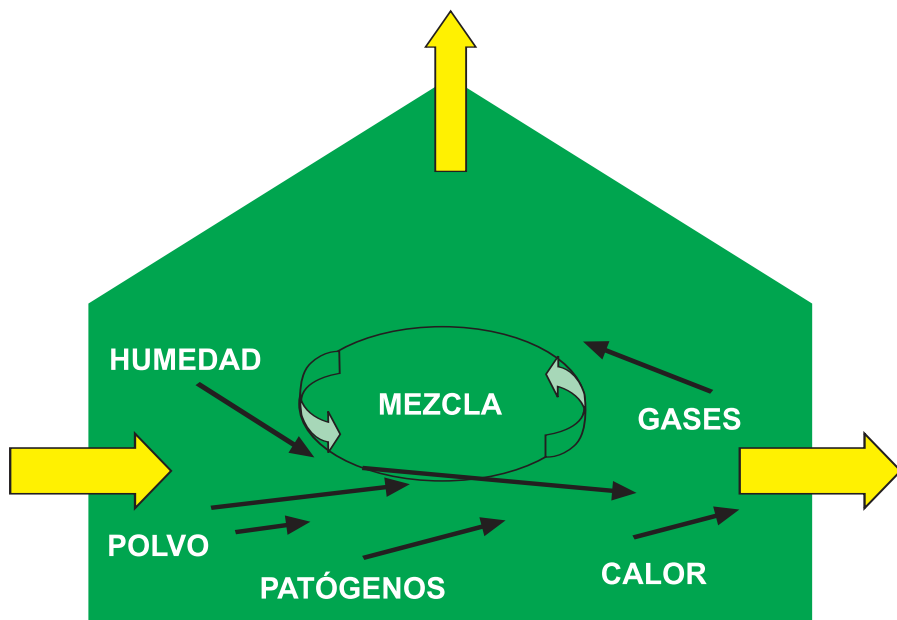 HUMEDAD
MEZCLA
GASES
POLVO
PATÓGENOS
CALOR